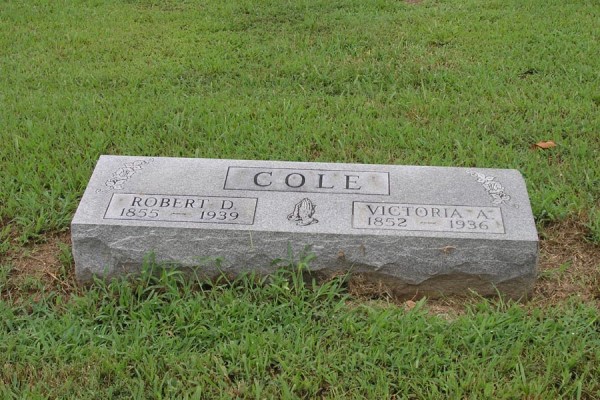 COLE
ROBERT D.
1855 — 1939
VICTORIA A.
1852 — 1936